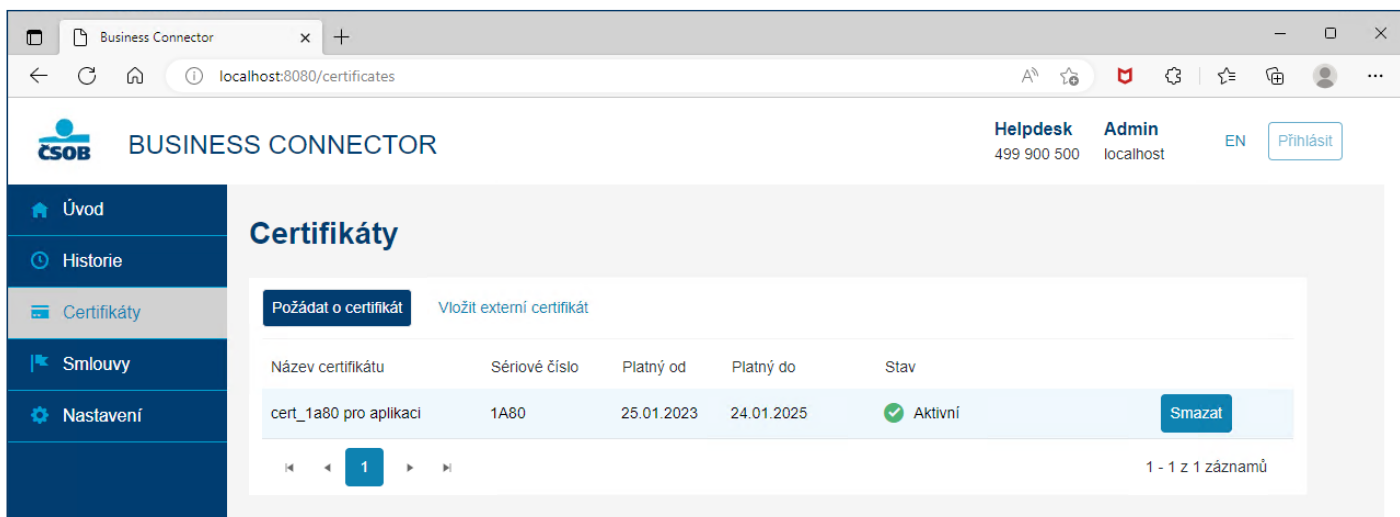 Business Connector
localhost:8080/certificates
ČSOB
BUSINESS CONNECTOR
Helpdesk
499 900 500
Admin
localhost
EN
Přihlásit
Úvod
Historie
Certifikáty
Smlouvy
Nastavení
Certifikáty
Požádat o certifikát Vložit externí certifikát
Název certifikátu Sériové číslo Platný od Platný do Stav
cert_1a80 pro aplikaci 1A80 25.01.2023 24.01.2025 Aktivní Smazat
1 1 - 1 z 1 záznamů